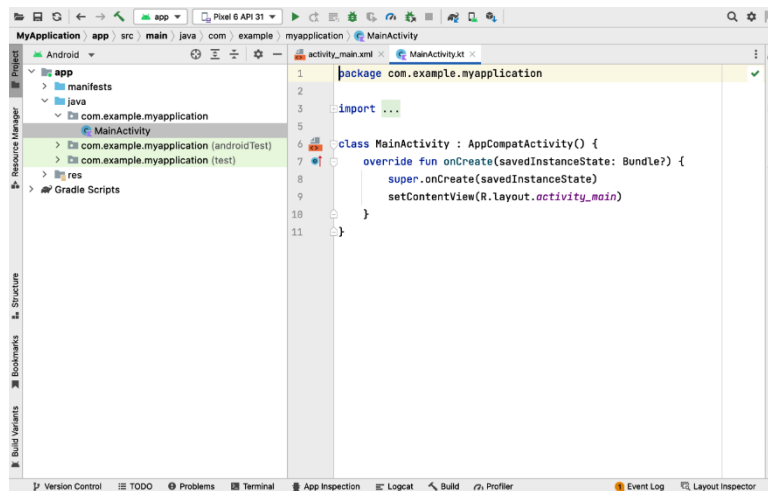 app Pixel 6 API 31
MyApplication app src main java com example myapplication MainActivity
Android
activity_main.xml MainActivity.kt
Project
Resource Manager
Structure
Bookmarks
Build Variants
app
manifests
java
com.example.myapplication
MainActivity
com.example.myapplication (androidTest)
com.example.myapplication (test)
res
Gradle Scripts
1 package com.example.myapplication
2
3 import ...
5
6 class MainActivity : AppCompatActivity() {
7 override fun onCreate(savedInstanceState: Bundle?) {
8 super.onCreate(savedInstanceState)
9 setContentView(R.layout.activity_main)
10 }
11 }
Version Control TODO Problems Terminal App Inspection Logcat Build Profiler 1 Event Log Layout Inspector